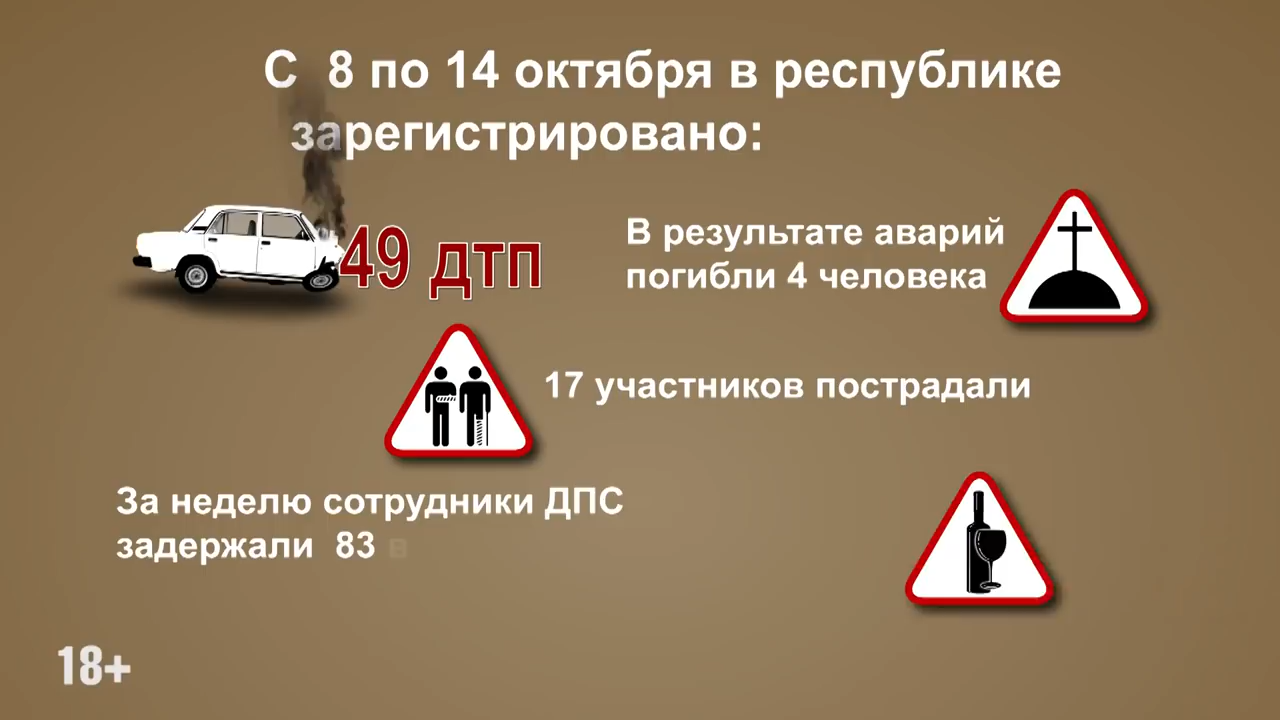 С 8 по 14 октября в республике
зарегистрировано:
49 ДТП
В результате аварий
погибли 4 человека
17 участников пострадали
За неделю сотрудники ДПС
задержали 83 в
18+